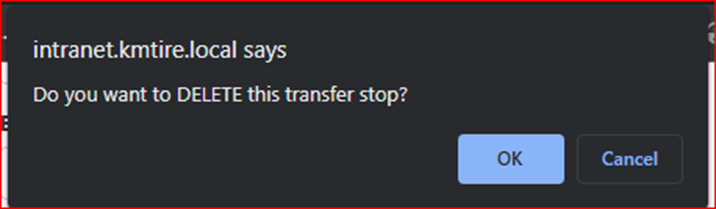 intranet.kmtire.local says
Do you want to DELETE this transfer stop?
OK
Cancel